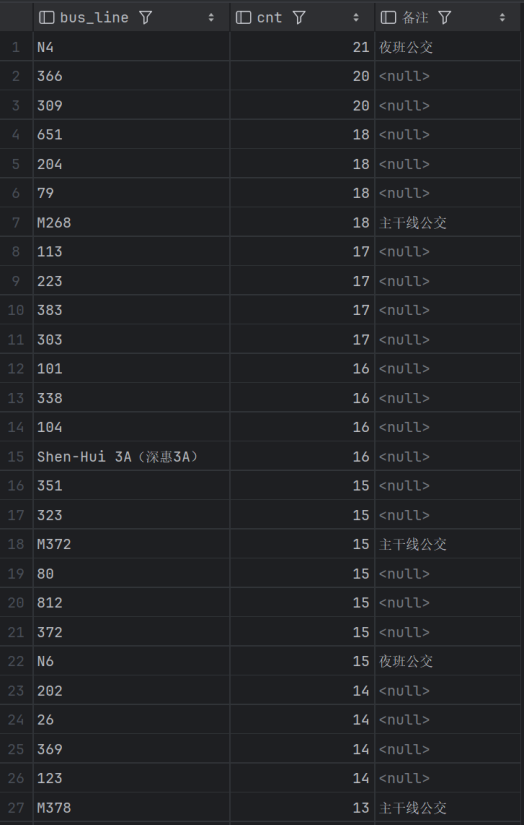 bus_line cnt 备注
1 N4 21 夜班公交
2 366 20 <null>
3 309 20 <null>
4 651 18 <null>
5 204 18 <null>
6 79 18 <null>
7 M268 18 主干线公交
8 113 17 <null>
9 223 17 <null>
10 383 17 <null>
11 303 17 <null>
12 101 16 <null>
13 338 16 <null>
14 104 16 <null>
15 Shen-Hui 3A（深惠3A） 16 <null>
16 351 15 <null>
17 323 15 <null>
18 M372 15 主干线公交
19 80 15 <null>
20 812 15 <null>
21 372 15 <null>
22 N6 15 夜班公交
23 202 14 <null>
24 26 14 <null>
25 369 14 <null>
26 123 14 <null>
27 M378 13 主干线公交